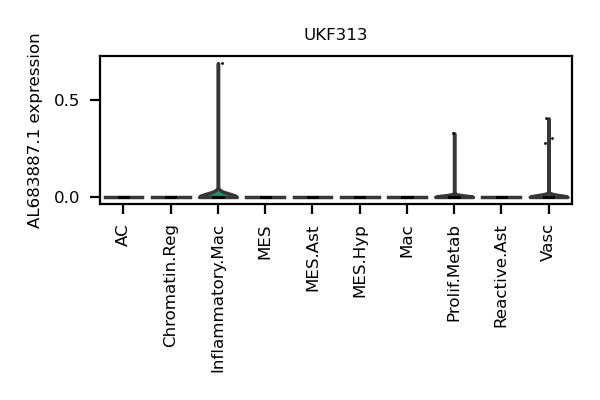 UKF313
AL683887.1 expression
0.5
0.0
AC
Chromatin.Reg
Inflammatory.Mac
MES
MES.Ast
MES.Hyp
Mac
Prolif.Metab
Reactive.Ast
Vasc